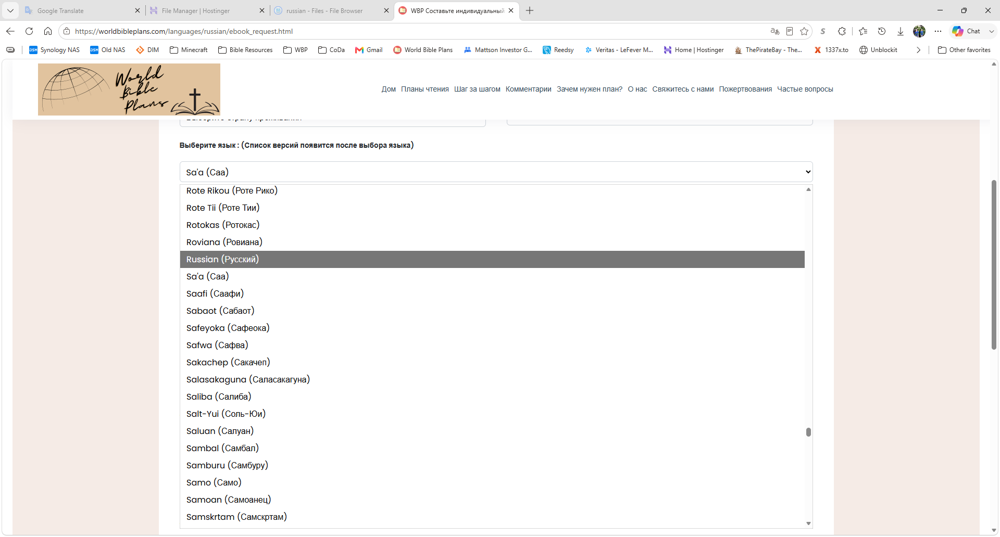 Google Translate
File Manager | Hostinger
russian - Files - File Browser
WBP Составьте индивидуальный
https://worldbibleplans.com/languages/russian/ebook_request.html
Chat
Synology NAS
Old NAS
DIM
Minecraft
Bible Resources
WBP
CoDa
Gmail
World Bible Plans
Mattson Investor G...
Reedsy
Veritas - LeFever M...
Home | Hostinger
ThePirateBay - The...
1337x.to
Unblockit
Other favorites
World
Bible
Plans
Дом Планы чтения Шаг за шагом Комментарии Зачем нужен план? О нас Свяжитесь с нами Пожертвования Частые вопросы
Выберите язык : (Список версий появится после выбора языка)
Sa'a (Саа)
Rote Rikou (Роте Рико)
Rote Tii (Роте Тии)
Rotokas (Ротокас)
Roviana (Ровиана)
Russian (Русский)
Sa'a (Саа)
Saafi (Саафи)
Sabaot (Сабаот)
Safeyoka (Сафеока)
Safwa (Сафва)
Sakachep (Сакачеп)
Salasakaguna (Саласакагуна)
Saliba (Салиба)
Salt-Yui (Соль-Юи)
Saluan (Салуан)
Sambal (Самбал)
Samburu (Самбуру)
Samo (Само)
Samoan (Самоанец)
Samskrtam (Самскртам)